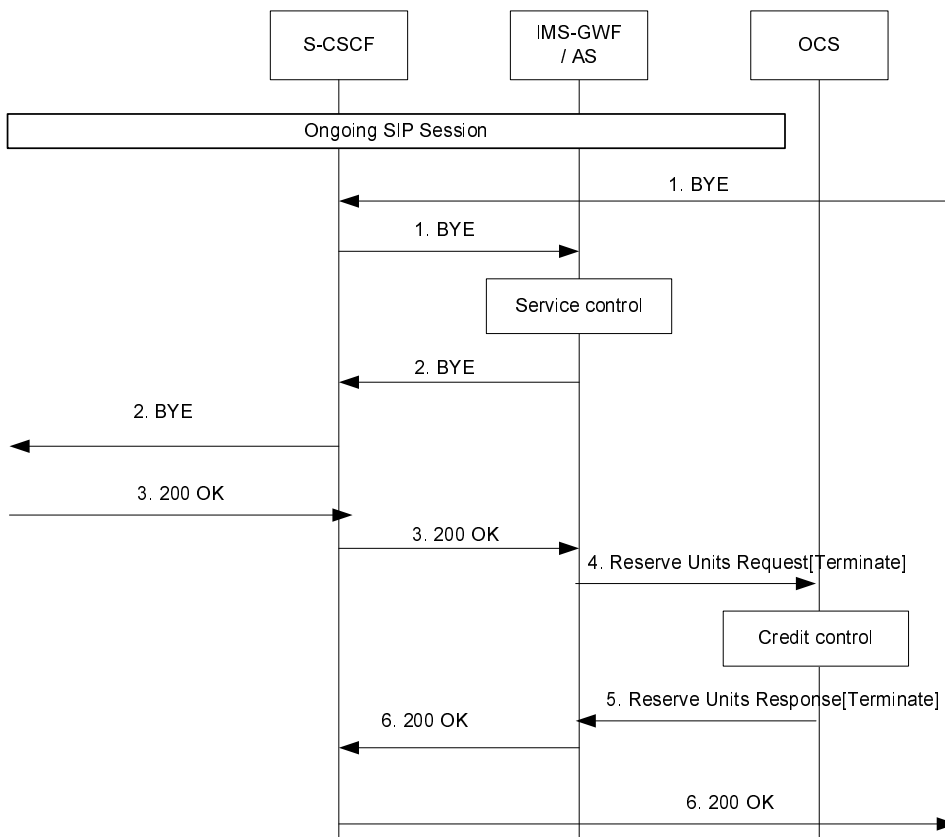 S-CSCF
IMS-GWF
/ AS
OCS
Ongoing SIP Session
1. BYE
1. BYE
Service control
2. BYE
2. BYE
3. 200 OK
3. 200 OK
4. Reserve Units Request[Terminate]
Credit control
5. Reserve Units Response[Terminate]
6. 200 OK
6. 200 OK